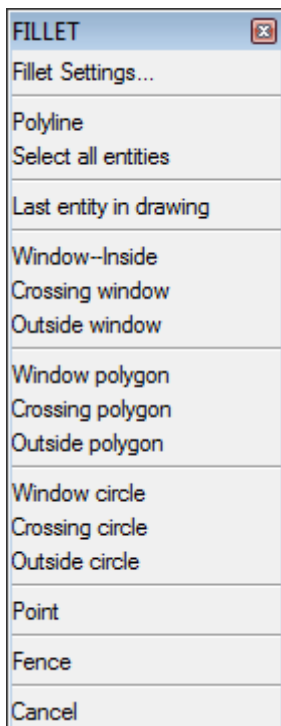 FILLET
Fillet Settings...
Polyline
Select all entities
Last entity in drawing
Window--Inside
Crossing window
Outside window
Window polygon
Crossing polygon
Outside polygon
Window circle
Crossing circle
Outside circle
Point
Fence
Cancel